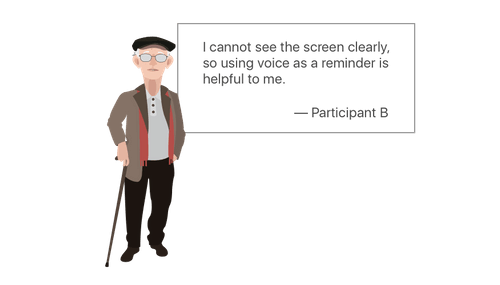 I cannot see the screen clearly,
so using voice as a reminder is
helpful to me.
— Participant B